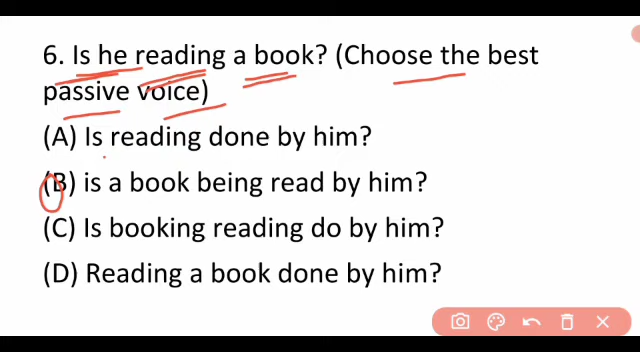 6. Is he reading a book? (Choose the best
passive voice)
(A) Is reading done by him?
(B) is a book being read by him?
(C) Is booking reading do by him?
(D) Reading a book done by him?